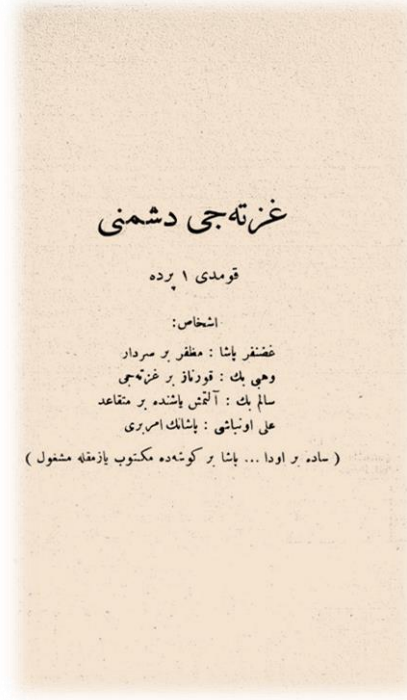 غزته‌جی دشمنی
قومدی ۱ پرده
اشخاص:
غضنفر پاشا : مظفر بر سردار
وهبی بك : قورناز بر غزته‌جی
سالم بك : آلتمش یاشنده بر متقاعد
علی اونباشی : پاشانك امربری
( ساده بر اودا ... پاشا بر كوشه‌ده مكتوب یازمقله مشغول )